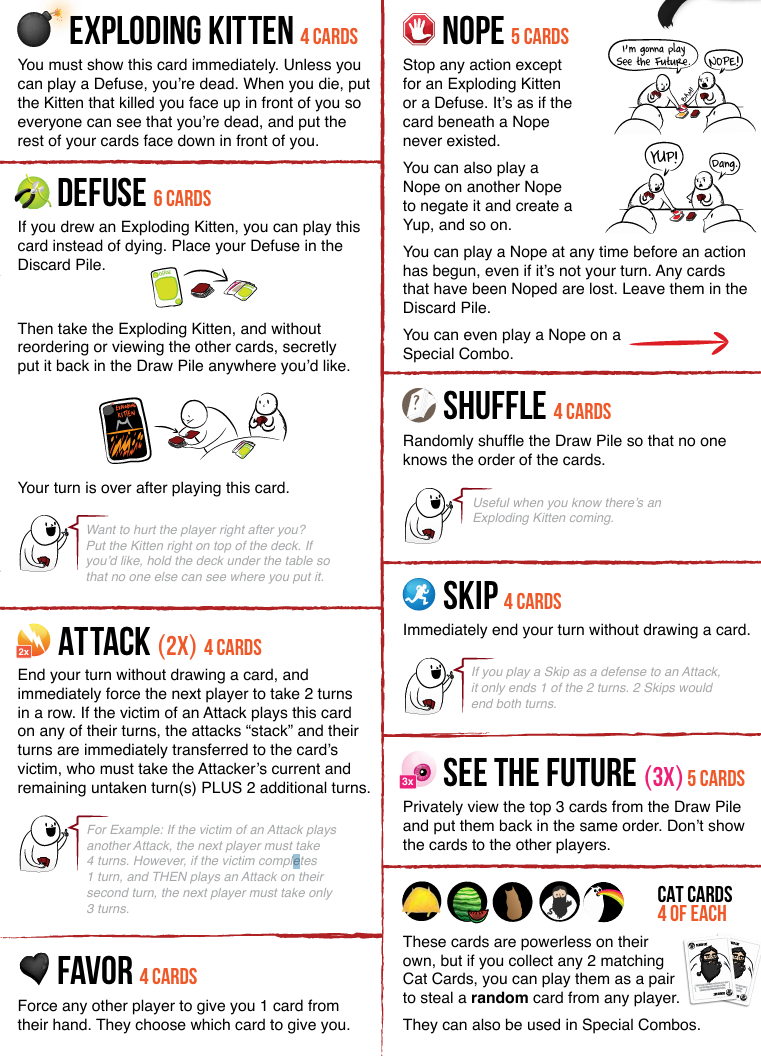 EXPLODING KITTEN 4 CARDS
You must show this card immediately. Unless you
can play a Defuse, you’re dead. When you die, put
the Kitten that killed you face up in front of you so
everyone can see that you’re dead, and put the
rest of your cards face down in front of you.
DEFUSE 6 CARDS
If you drew an Exploding Kitten, you can play this
card instead of dying. Place your Defuse in the
Discard Pile.
Then take the Exploding Kitten, and without
reordering or viewing the other cards, secretly
put it back in the Draw Pile anywhere you’d like.
EXPLODING
KITTEN
Your turn is over after playing this card.
Want to hurt the player right after you?
Put the Kitten right on top of the deck. If
you’d like, hold the deck under the table so
that no one else can see where you put it.
2x
ATTACK (2X) 4 CARDS
End your turn without drawing a card, and
immediately force the next player to take 2 turns
in a row. If the victim of an Attack plays this card
on any of their turns, the attacks “stack” and their
turns are immediately transferred to the card’s
victim, who must take the Attacker’s current and
remaining untaken turn(s) PLUS 2 additional turns.
For Example: If the victim of an Attack plays
another Attack, the next player must take
4 turns. However, if the victim completes
1 turn, and THEN plays an Attack on their
second turn, the next player must take only
3 turns.
FAVOR 4 CARDS
Force any other player to give you 1 card from
their hand. They choose which card to give you.
NOPE 5 CARDS
Stop any action except
for an Exploding Kitten
or a Defuse. It’s as if the
card beneath a Nope
never existed.
I'm gonna play
See the Future.
NOPE!
You can also play a
Nope on another Nope
to negate it and create a
Yup, and so on.
YUP!
Dang.
You can play a Nope at any time before an action
has begun, even if it’s not your turn. Any cards
that have been Noped are lost. Leave them in the
Discard Pile.
You can even play a Nope on a
Special Combo.
?
SHUFFLE 4 CARDS
Randomly shuffle the Draw Pile so that no one
knows the order of the cards.
Useful when you know there’s an
Exploding Kitten coming.
SKIP 4 CARDS
Immediately end your turn without drawing a card.
If you play a Skip as a defense to an Attack,
it only ends 1 of the 2 turns. 2 Skips would
end both turns.
3x
SEE THE FUTURE (3X) 5 CARDS
Privately view the top 3 cards from the Draw Pile
and put them back in the same order. Don’t show
the cards to the other players.
CAT CARDS
4 OF EACH
These cards are powerless on their
own, but if you collect any 2 matching
Cat Cards, you can play them as a pair
to steal a random card from any player.
They can also be used in Special Combos.